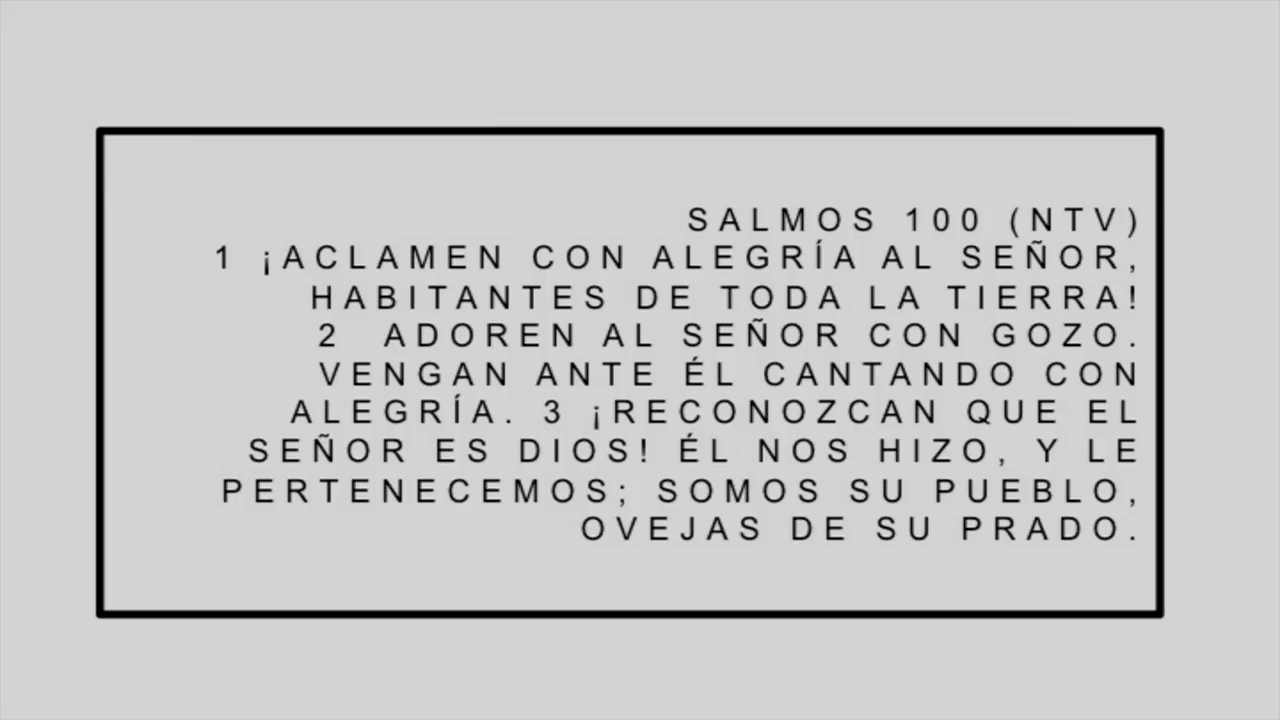 SALMOS 100 (NTV)
1 ¡ACLAMEN CON ALEGRÍA AL SEÑOR,
HABITANTES DE TODA LA TIERRA!
2 ADOREN AL SEÑOR CON GOZO.
VENGAN ANTE ÉL CANTANDO CON
ALEGRÍA. 3 ¡RECONOZCAN QUE EL
SEÑOR ES DIOS! ÉL NOS HIZO, Y LE
PERTENECEMOS; SOMOS SU PUEBLO,
OVEJAS DE SU PRADO.